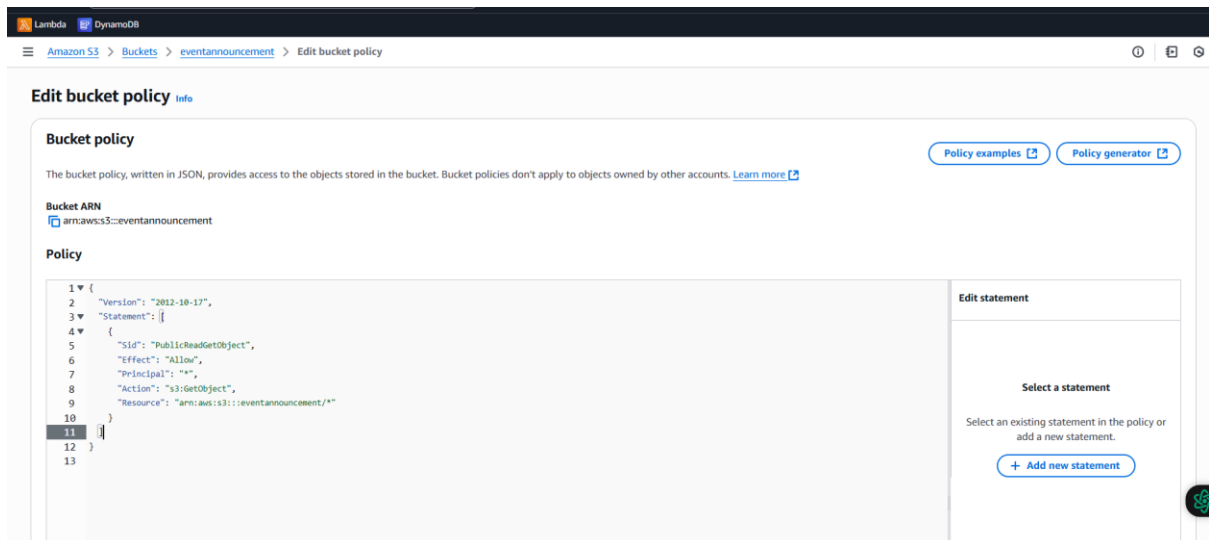 Lambda DynamoDB
Amazon S3 > Buckets > eventannouncement > Edit bucket policy
Edit bucket policy Info
Bucket policy
Policy examples Policy generator
The bucket policy, written in JSON, provides access to the objects stored in the bucket. Bucket policies don't apply to objects owned by other accounts. Learn more
Bucket ARN
arn:aws:s3:::eventannouncement
Policy
1 {
2 "Version": "2012-10-17",
3 "Statement": [
4 {
5 "Sid": "PublicReadGetObject",
6 "Effect": "Allow",
7 "Principal": "*",
8 "Action": "s3:GetObject",
9 "Resource": "arn:aws:s3:::eventannouncement/*"
10 }
11 ]
12 }
13
Edit statement
Select a statement
Select an existing statement in the policy or
add a new statement.
+ Add new statement